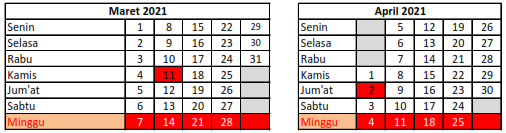 Maret 2021 April 2021
Senin 1 8 15 22 29 Senin 5 12 19 26
Selasa 2 9 16 23 30 Selasa 6 13 20 27
Rabu 3 10 17 24 31 Rabu 7 14 21 28
Kamis 4 11 18 25 Kamis 1 8 15 22 29
Jum'at 5 12 19 26 Jum'at 2 9 16 23 30
Sabtu 6 13 20 27 Sabtu 3 10 17 24
Minggu 7 14 21 28 Minggu 4 11 18 25